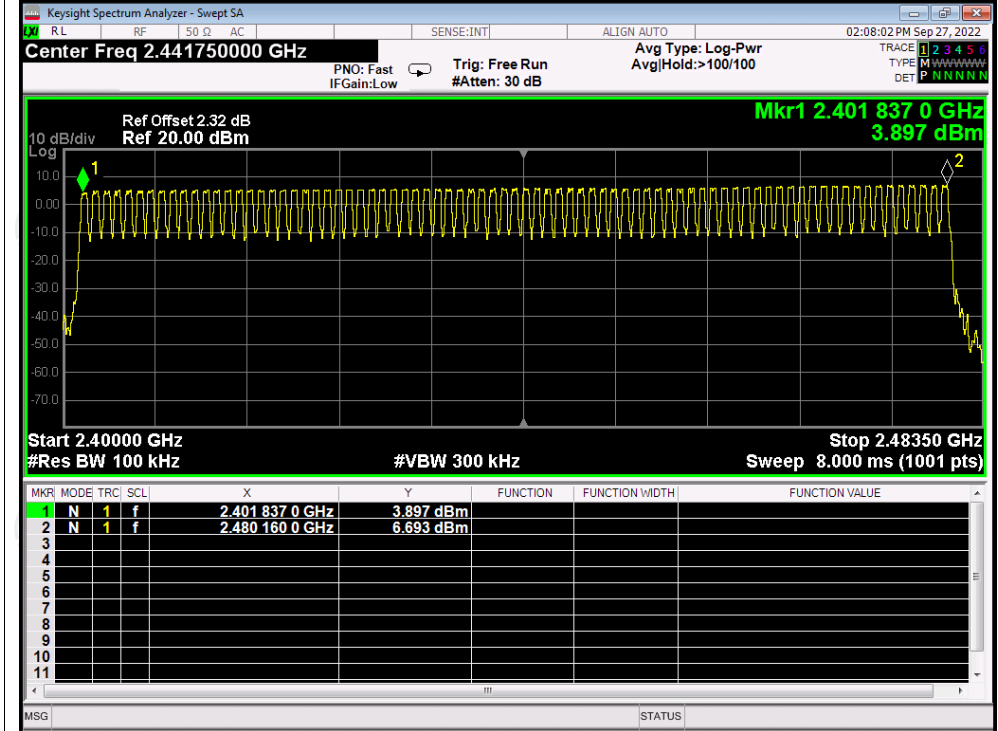 Keysight Spectrum Analyzer - Swept SA
LXI RL RF 50 Ω AC SENSE:INT ALIGN AUTO 02:08:02 PM Sep 27, 2022
Center Freq 2.441750000 GHz Avg Type: Log-Pwr TRACE 1 2 3 4 5 6
PNO: Fast Trig: Free Run Avg|Hold:>100/100 TYPE M WWWWW
IFGain:Low #Atten: 30 dB DET P N N N N N
Mkr1 2.401 837 0 GHz
Ref Offset 2.32 dB
10 dB/div Ref 20.00 dBm 3.897 dBm
Log
1 2
10.0
0.00
-10.0
-20.0
-30.0
-40.0
-50.0
-60.0
-70.0
Start 2.40000 GHz Stop 2.48350 GHz
#Res BW 100 kHz #VBW 300 kHz Sweep 8.000 ms (1001 pts)
MKR MODE TRC SCL X Y FUNCTION FUNCTION WIDTH FUNCTION VALUE
1 N 1 f 2.401 837 0 GHz 3.897 dBm
2 N 1 f 2.480 160 0 GHz 6.693 dBm
3
4
5
6
7
8
9
10
11
MSG STATUS